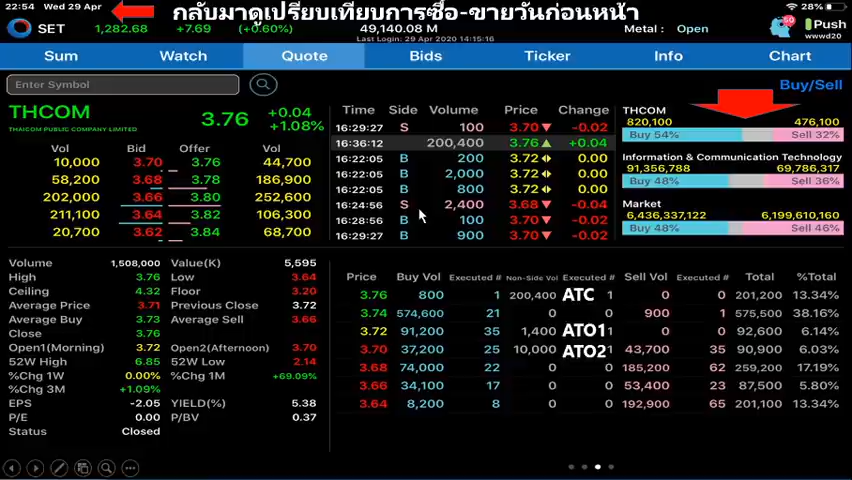 22:54 Wed 29 Apr
กลับมาดูเปรียบเทียบการซื้อ-ขายวันก่อนหน้า
28%
SET 1,282.68 +7.69 (+0.60%) 49,140.08 M Metal : Open 50 Push
Last Login : 29 Apr 2020 14:15:16 wwwd20
Sum Watch Quote Bids Ticker Info Chart
Enter Symbol Buy/Sell
THCOM 3.76 +0.04
THAICOM PUBLIC COMPANY LIMITED +1.08%
Vol Bid Offer Vol
10,000 3.70 3.76 44,700
58,200 3.68 3.78 186,900
202,000 3.66 3.80 252,600
211,100 3.64 3.82 106,300
20,700 3.62 3.84 68,700
Time Side Volume Price Change
16:29:27 S 100 3.70 -0.02
16:36:12 200,400 3.76 +0.04
16:22:05 B 200 3.72 0.00
16:22:05 B 2,000 3.72 0.00
16:22:05 B 800 3.72 0.00
16:24:56 S 2,400 3.68 -0.04
16:28:56 B 100 3.70 -0.02
16:29:27 B 900 3.70 -0.02
THCOM
820,100 476,100
Buy 54% Sell 32%
Information & Communication Technology
91,356,788 69,786,317
Buy 48% Sell 36%
Market
6,436,337,122 6,199,610,160
Buy 48% Sell 46%
Volume 1,508,000 Value(K) 5,595
High 3.76 Low 3.64
Ceiling 4.32 Floor 3.20
Average Price 3.71 Previous Close 3.72
Average Buy 3.73 Average Sell 3.66
Close 3.76
Open1(Morning) 3.72 Open2(Afternoon) 3.70
52W High 6.85 52W Low 2.14
%Chg 1W 0.00% %Chg 1M +69.09%
%Chg 3M +1.09%
EPS -2.05 YIELD(%) 5.38
P/E 0.00 P/BV 0.37
Status Closed
Price Buy Vol Executed # Non-Side Vol Executed # Sell Vol Executed # Total %Total
3.76 800 1 200,400 ATC 1 0 0 201,200 13.34%
3.74 574,600 21 0 0 900 1 575,500 38.16%
3.72 91,200 35 1,400 ATO1 1 0 0 92,600 6.14%
3.70 37,200 25 10,000 ATO2 1 43,700 35 90,900 6.03%
3.68 74,000 22 0 0 185,200 62 259,200 17.19%
3.66 34,100 17 0 0 53,400 23 87,500 5.80%
3.64 8,200 8 0 0 192,900 65 201,100 13.34%